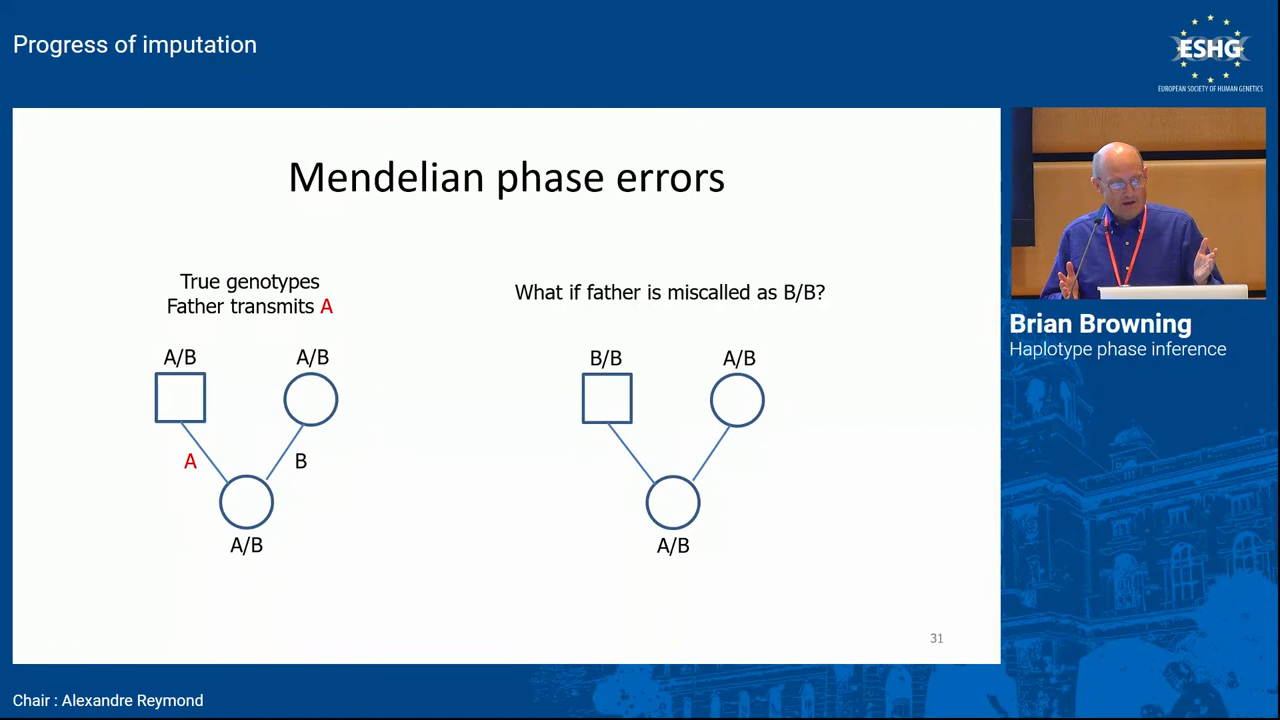 Progress of imputation
ESHG
EUROPEAN SOCIETY OF HUMAN GENETICS
Mendelian phase errors
True genotypes
Father transmits A
A/B
A/B
A
B
A/B
What if father is miscalled as B/B?
B/B
A/B
A/B
31
Brian Browning
Haplotype phase inference
Chair : Alexandre Reymond